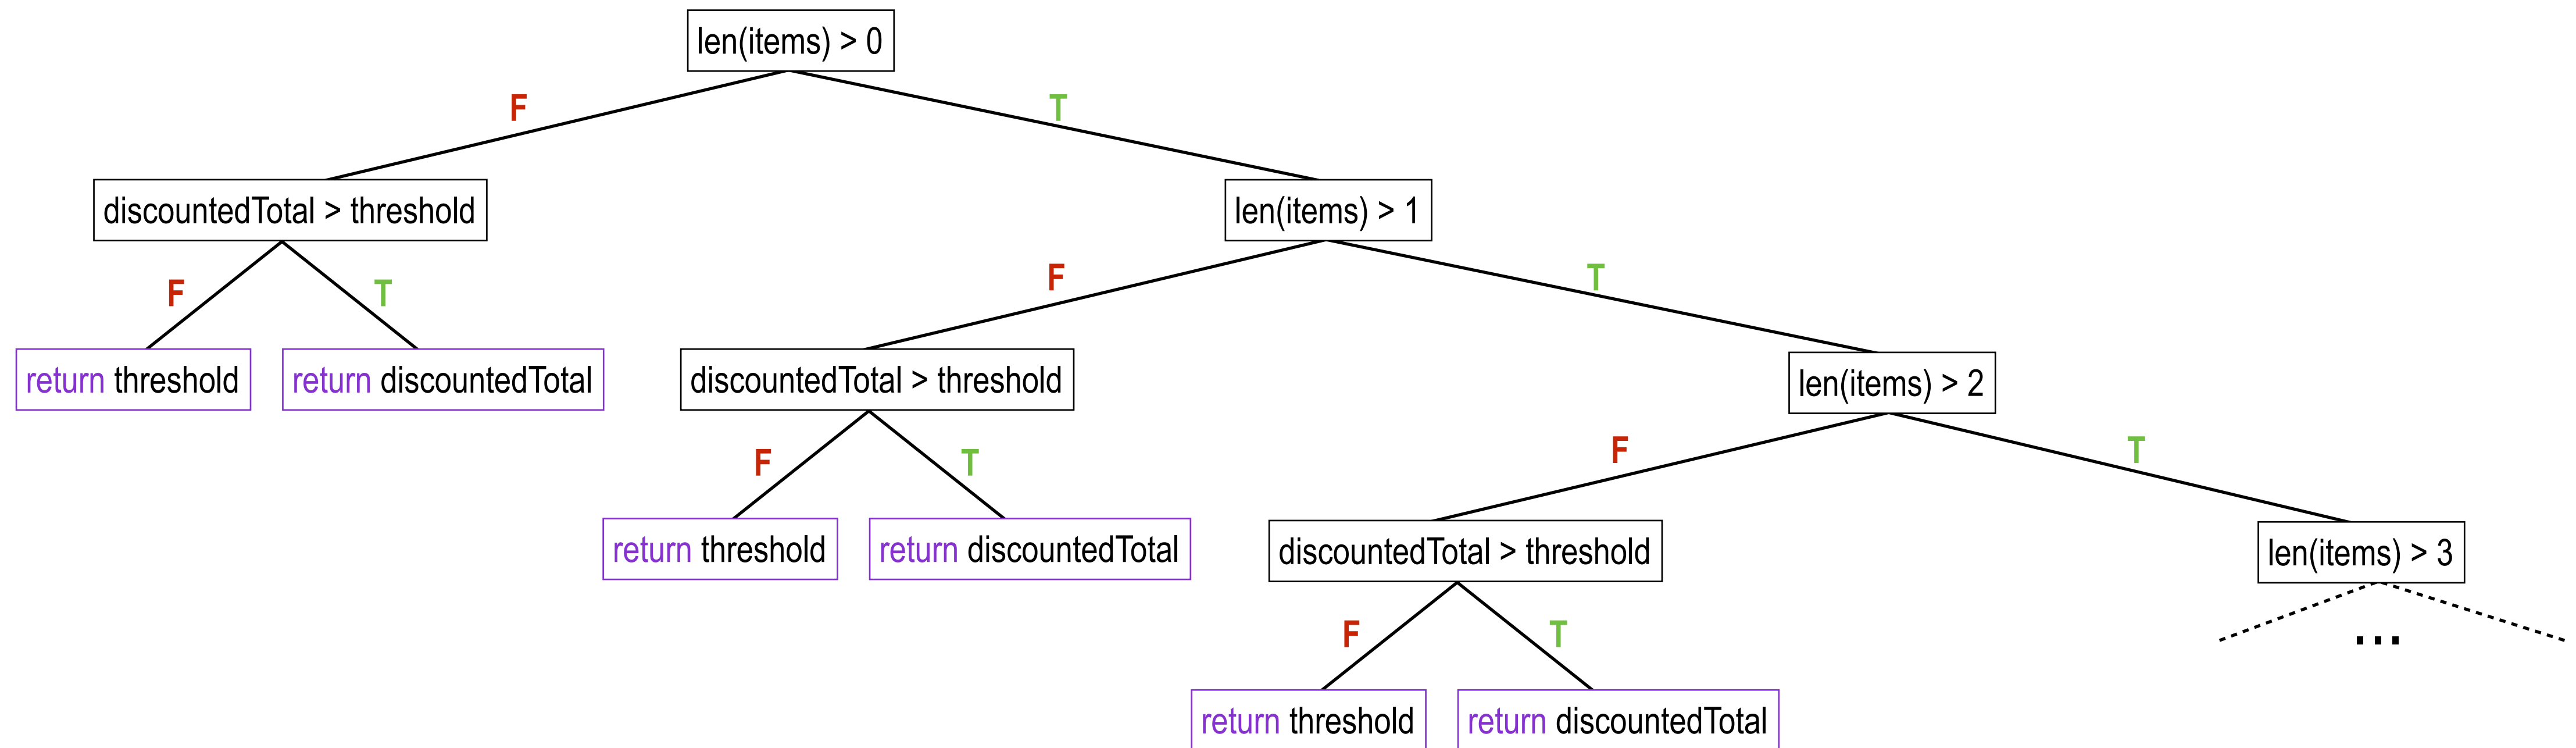 len(items) > 0
F
T
discountedTotal > threshold
len(items) > 1
F
T
F
T
return threshold
return discountedTotal
discountedTotal > threshold
len(items) > 2
F
T
F
T
return threshold
return discountedTotal
discountedTotal > threshold
len(items) > 3
F
T
...
return threshold
return discountedTotal